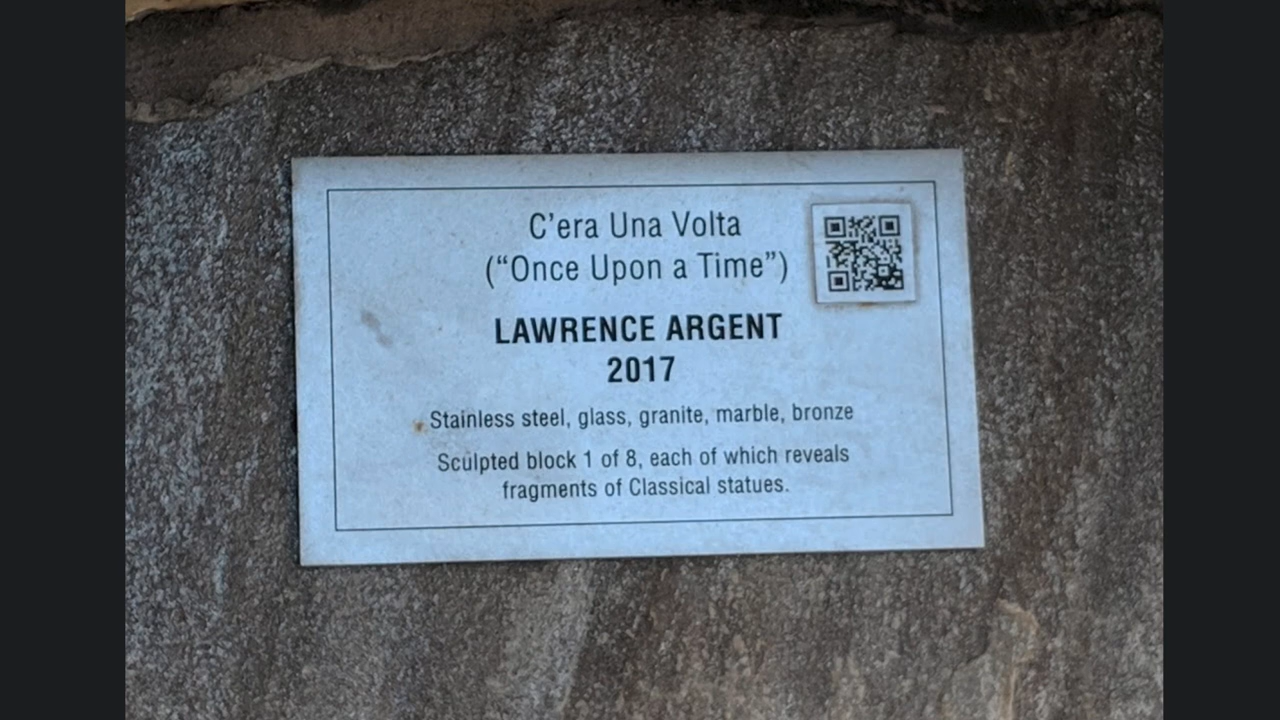 C'era Una Volta
("Once Upon a Time")
LAWRENCE ARGENT
2017
Stainless steel, glass, granite, marble, bronze
Sculpted block 1 of 8, each of which reveals
fragments of Classical statues.